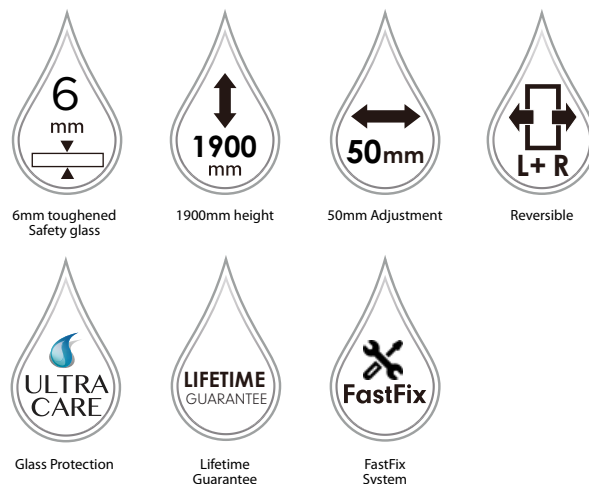 6
mm
1900
mm
50mm
L+ R
6mm toughened
Safety glass
1900mm height
50mm Adjustment
Reversible
ULTRA
CARE
LIFETIME
GUARANTEE
FastFix
Glass Protection
Lifetime
Guarantee
FastFix
System